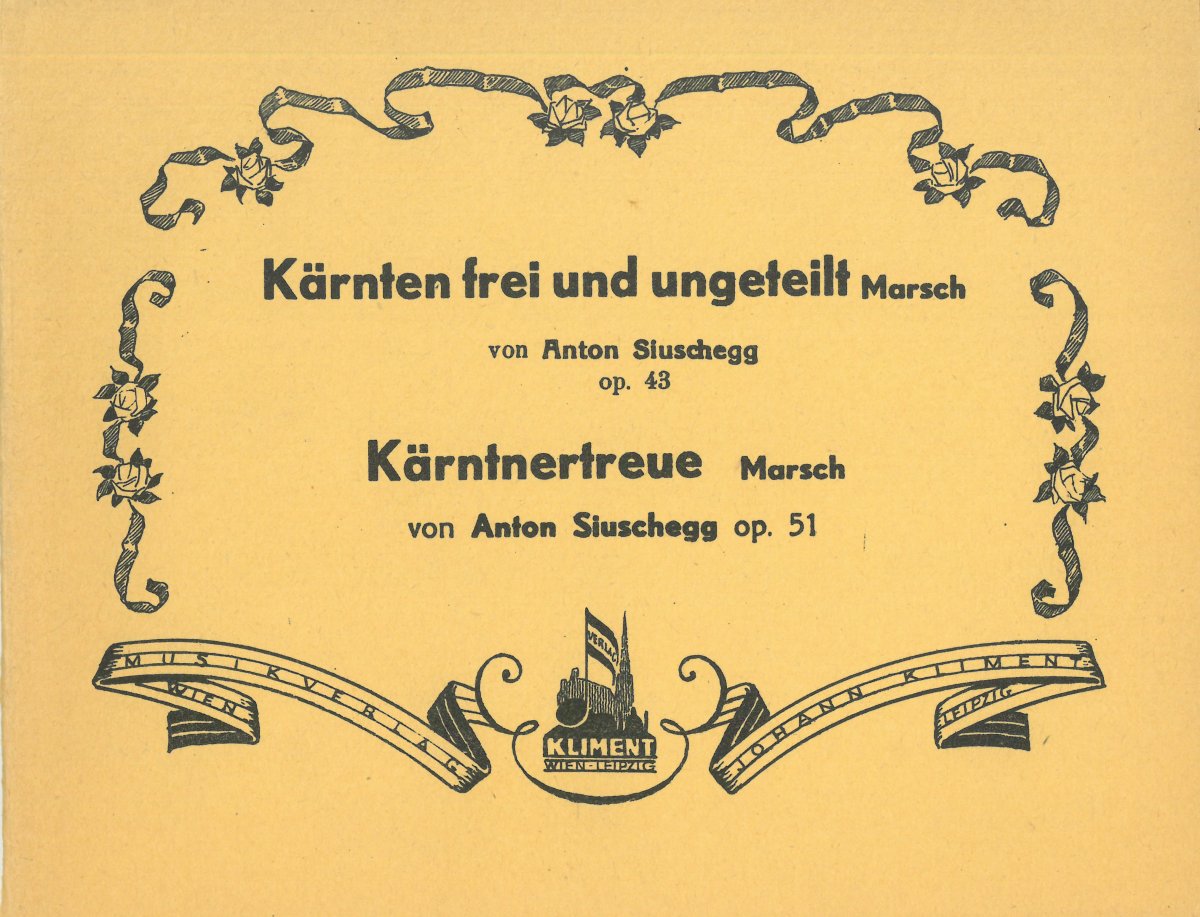 Kärnten frei und ungeteilt Marsch
von Anton Siuschegg
op. 43
Kärntnertreue Marsch
von Anton Siuschegg op. 51
VERLAG
MUSIKVERLAG
JOHANN KLIMENT
WIEN
LEIPZIG
KLIMENT
WIEN-LEIPZIG